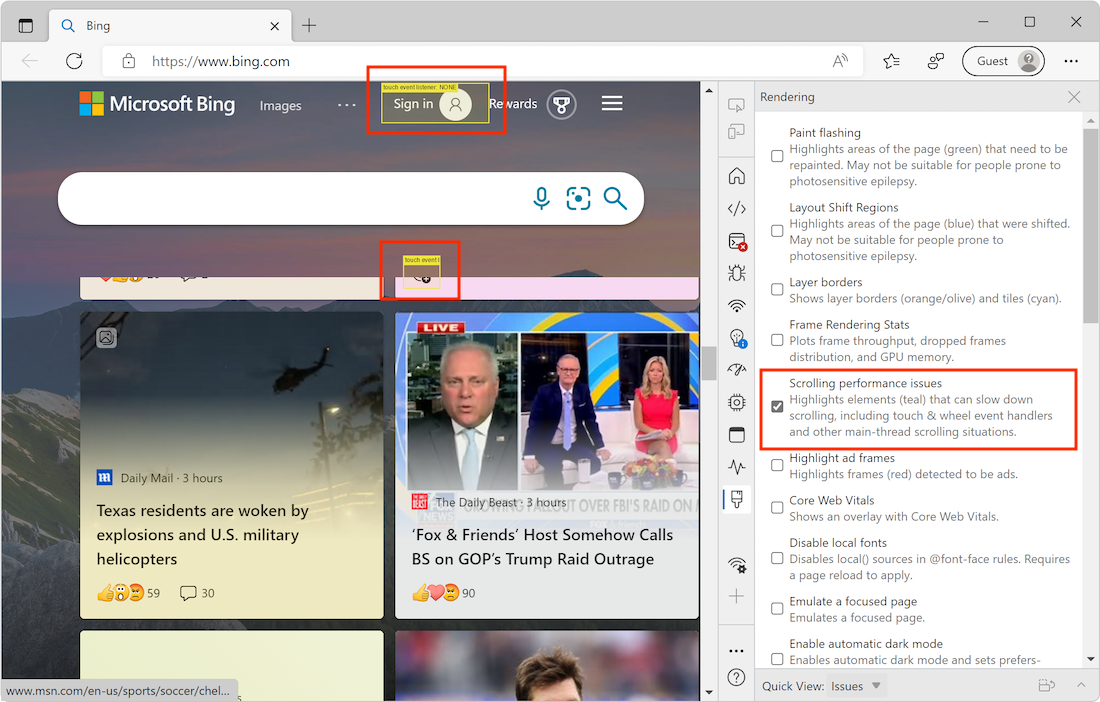 Bing
https://www.bing.com
Guest
Microsoft Bing
Images
touch event listener: NONE
Sign in
Rewards
touch event l
LIVE
Daily Mail · 3 hours
Texas residents are woken by
explosions and U.S. military
helicopters
59
30
The Daily Beast · 3 hours
GROWING FALLOUT OVER FBI'S RAID ON M
‘Fox & Friends’ Host Somehow Calls
BS on GOP’s Trump Raid Outrage
90
www.msn.com/en-us/sports/soccer/chel...
Rendering
Paint flashing
Highlights areas of the page (green) that need to be
repainted. May not be suitable for people prone to
photosensitive epilepsy.
Layout Shift Regions
Highlights areas of the page (blue) that were shifted.
May not be suitable for people prone to
photosensitive epilepsy.
Layer borders
Shows layer borders (orange/olive) and tiles (cyan).
Frame Rendering Stats
Plots frame throughput, dropped frames
distribution, and GPU memory.
Scrolling performance issues
Highlights elements (teal) that can slow down
scrolling, including touch & wheel event handlers
and other main-thread scrolling situations.
Highlight ad frames
Highlights frames (red) detected to be ads.
Core Web Vitals
Shows an overlay with Core Web Vitals.
Disable local fonts
Disables local() sources in @font-face rules. Requires
a page reload to apply.
Emulate a focused page
Emulates a focused page.
Enable automatic dark mode
Enables automatic dark mode and sets prefers-
Quick View: Issues